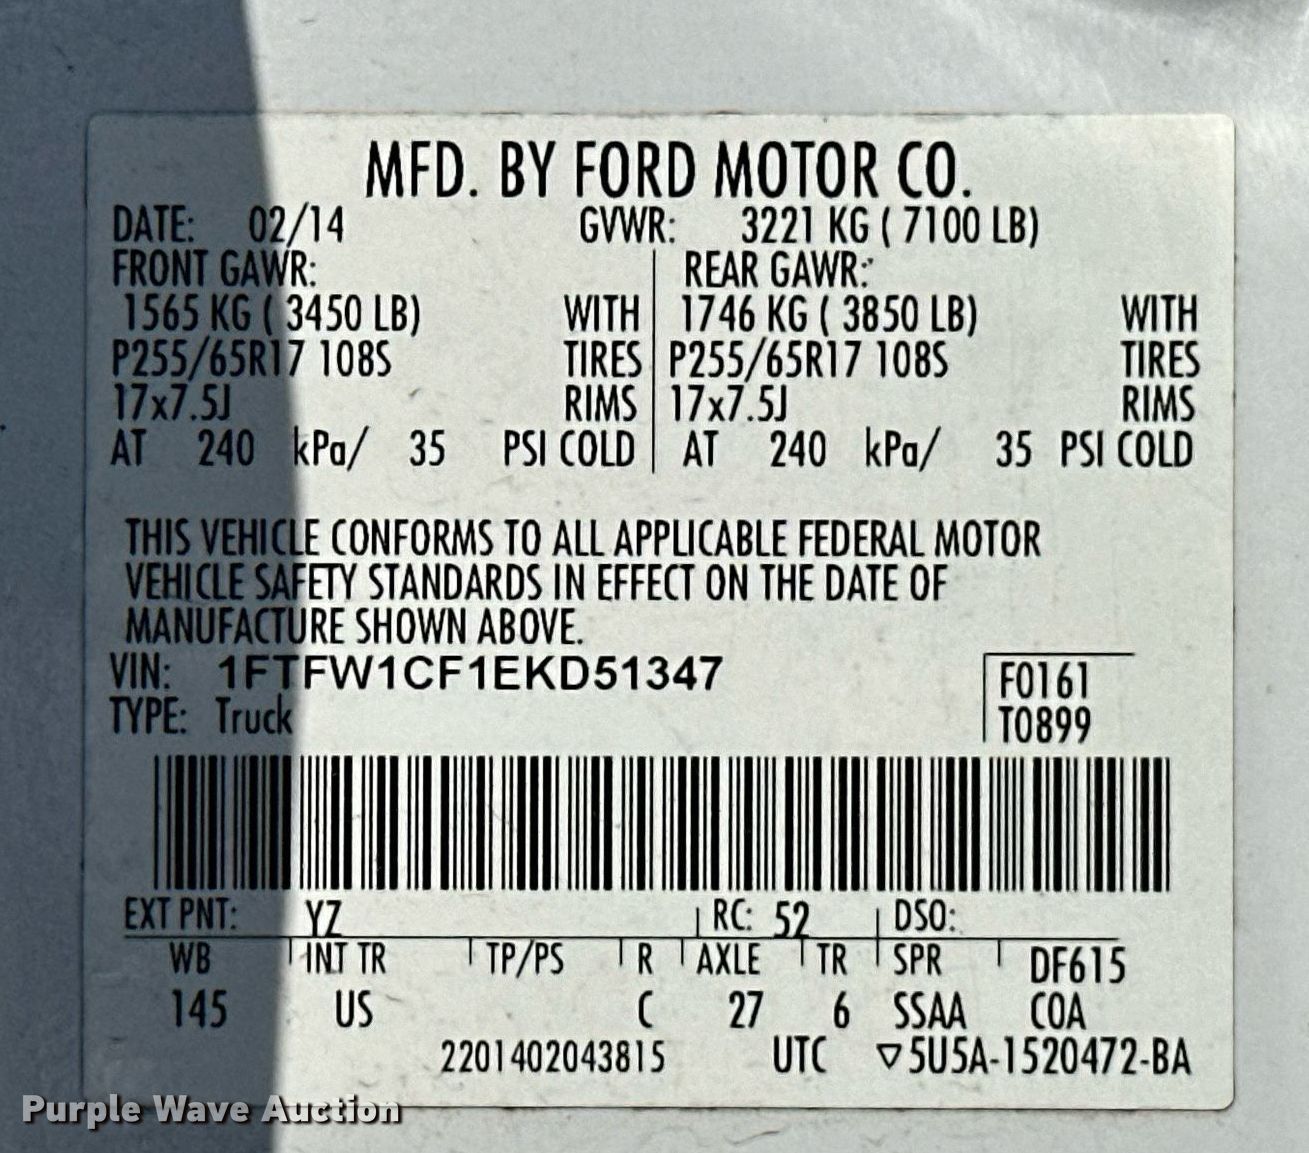 MFD. BY FORD MOTOR CO.
DATE: 02/14 GVWR: 3221 KG ( 7100 LB)
FRONT GAWR: REAR GAWR:
1565 KG ( 3450 LB) WITH 1746 KG ( 3850 LB) WITH
P255/65R17 108S TIRES P255/65R17 108S TIRES
17x7.5J RIMS 17x7.5J RIMS
AT 240 kPa/ 35 PSI COLD AT 240 kPa/ 35 PSI COLD
THIS VEHICLE CONFORMS TO ALL APPLICABLE FEDERAL MOTOR
VEHICLE SAFETY STANDARDS IN EFFECT ON THE DATE OF
MANUFACTURE SHOWN ABOVE.
VIN: 1FTFW1CF1EKD51347 F0161
TYPE: Truck T0899
EXT PNT: YZ RC: 52 DSO:
WB INT TR TP/PS R AXLE TR SPR DF615
145 US C 27 6 SSAA COA
2201402043815 UTC ▽5U5A-1520472-BA
Purple Wave Auction